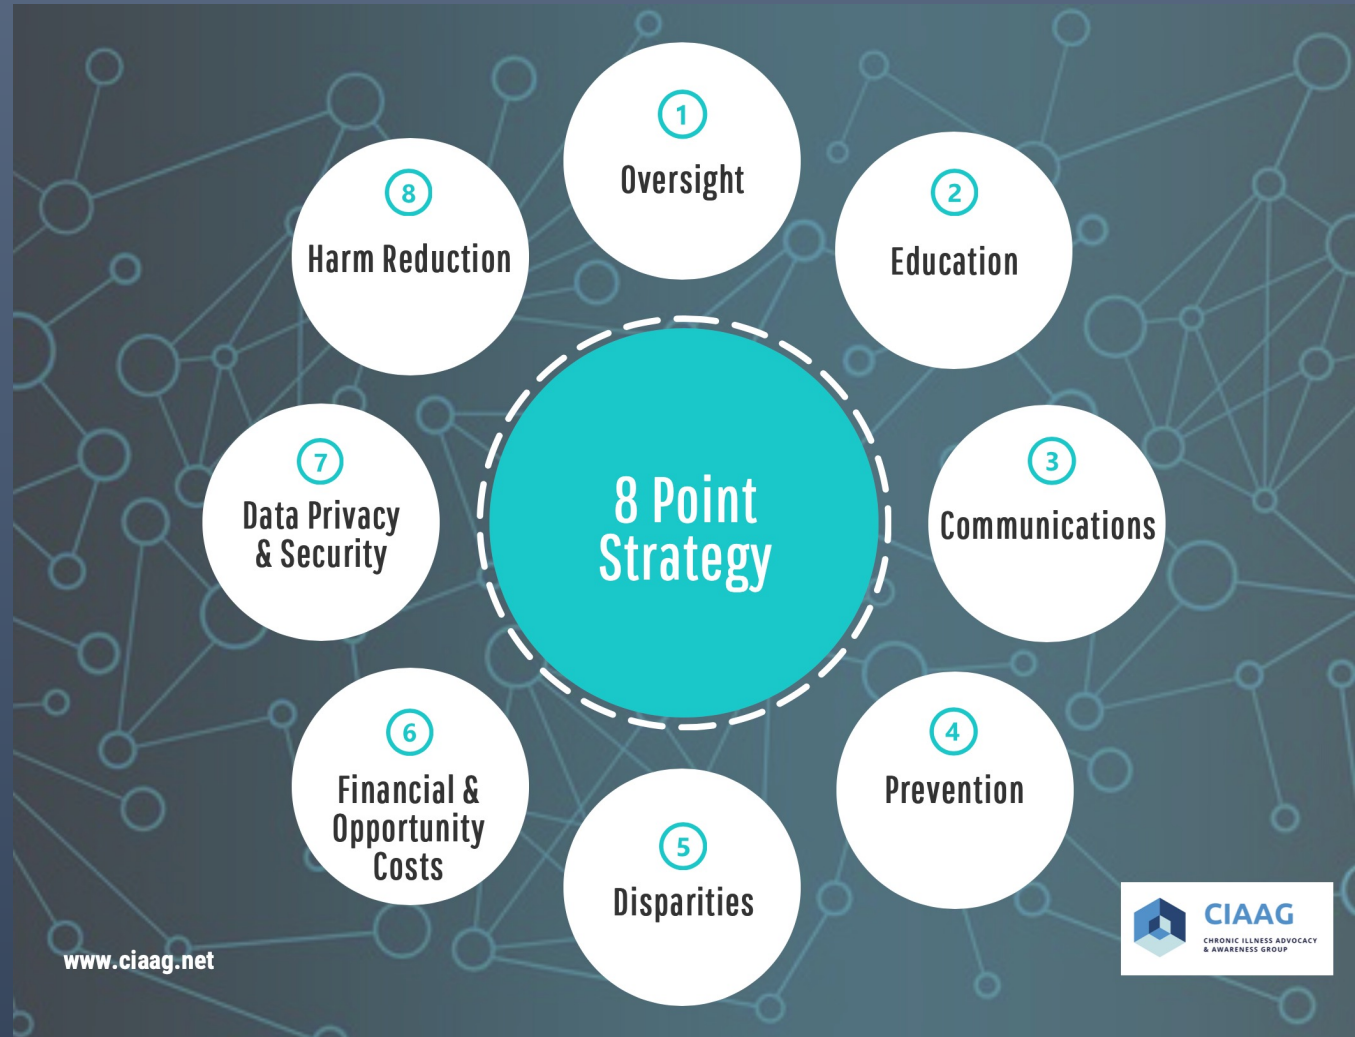 1
Oversight
2
Education
3
Communications
4
Prevention
5
Disparities
6
Financial &
Opportunity
Costs
7
Data Privacy
& Security
8
Harm Reduction
8 Point
Strategy
www.ciaag.net
CIAAG
CHRONIC ILLNESS ADVOCACY
& AWARENESS GROUP